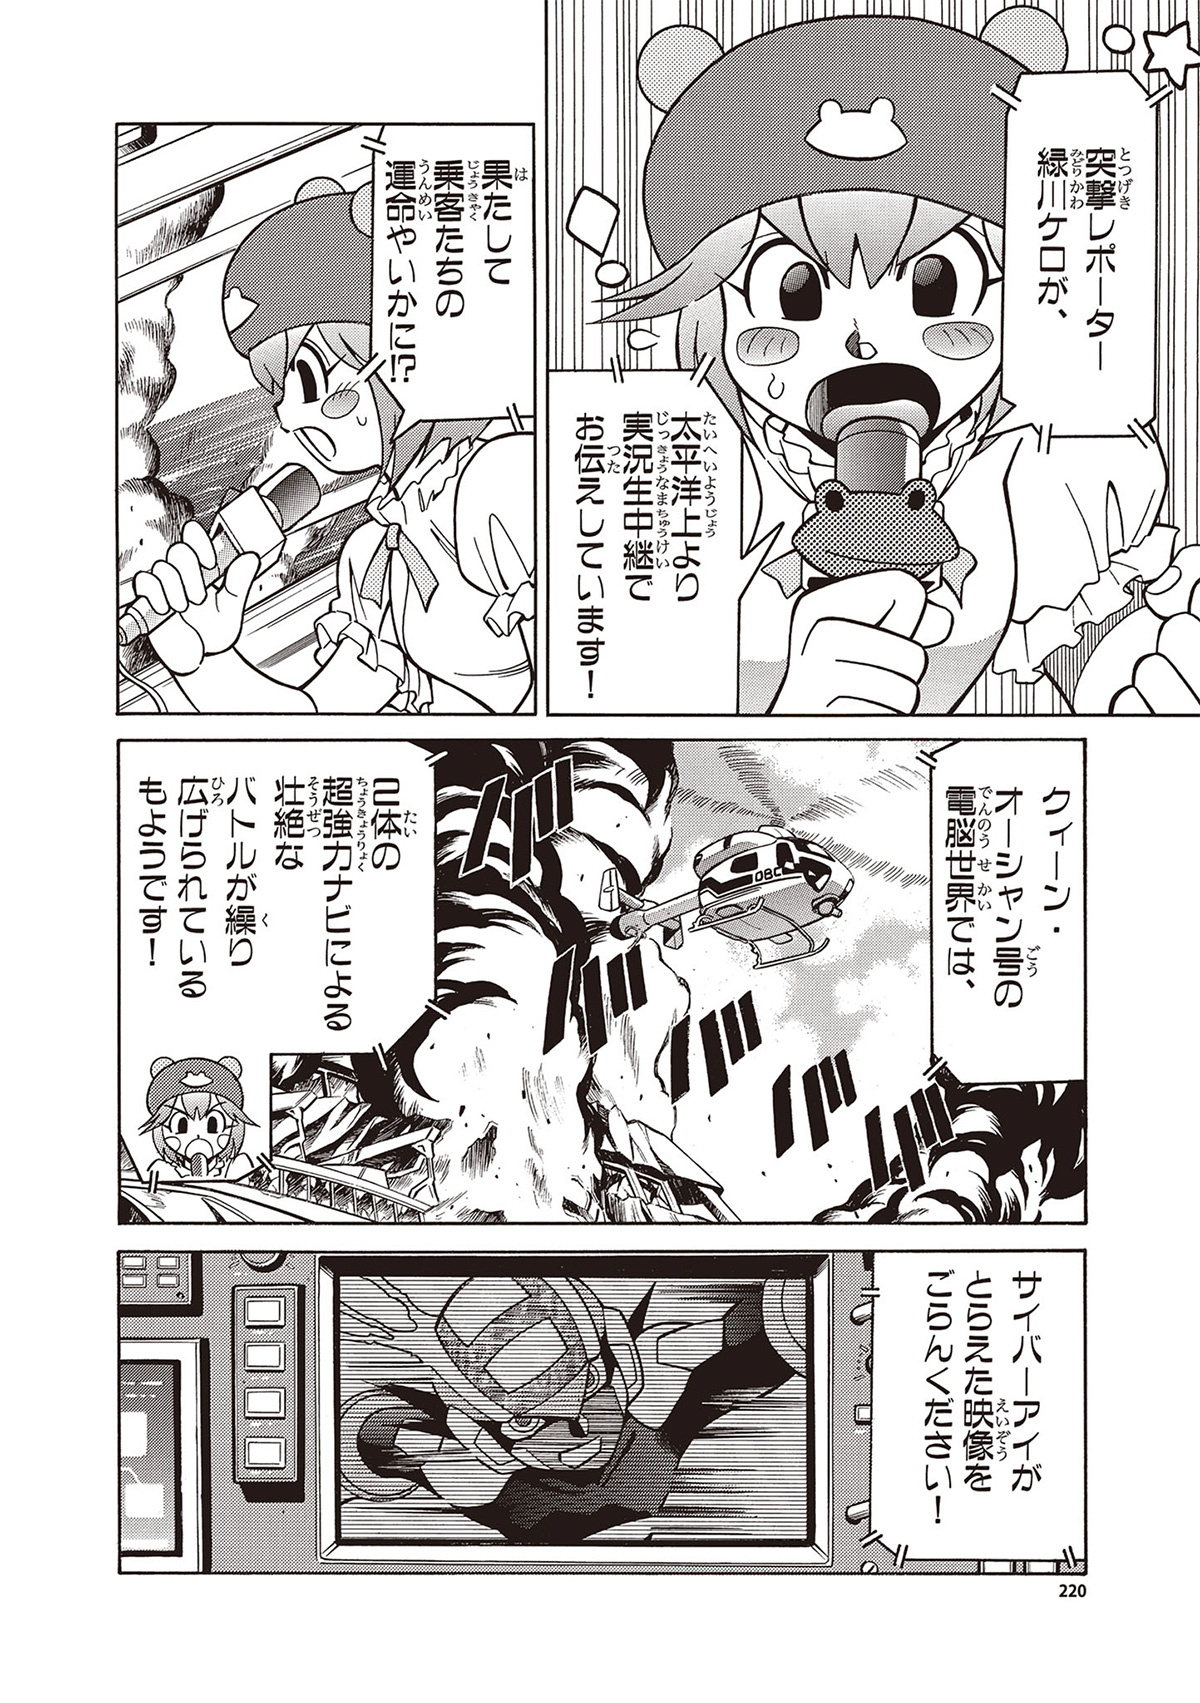 突撃レポーター
緑川ケロが、
太平洋上より
実況生中継で
お伝えしています！
果たして
乗客たちの
運命やいかに!?
クィーン・
オーシャン号の
電脳世界では、
OBC
2体の
超強力ナビによる
壮絶な
バトルが繰り
広げられている
もようです！
サイバーアイが
とらえた映像を
ごらんください！
220